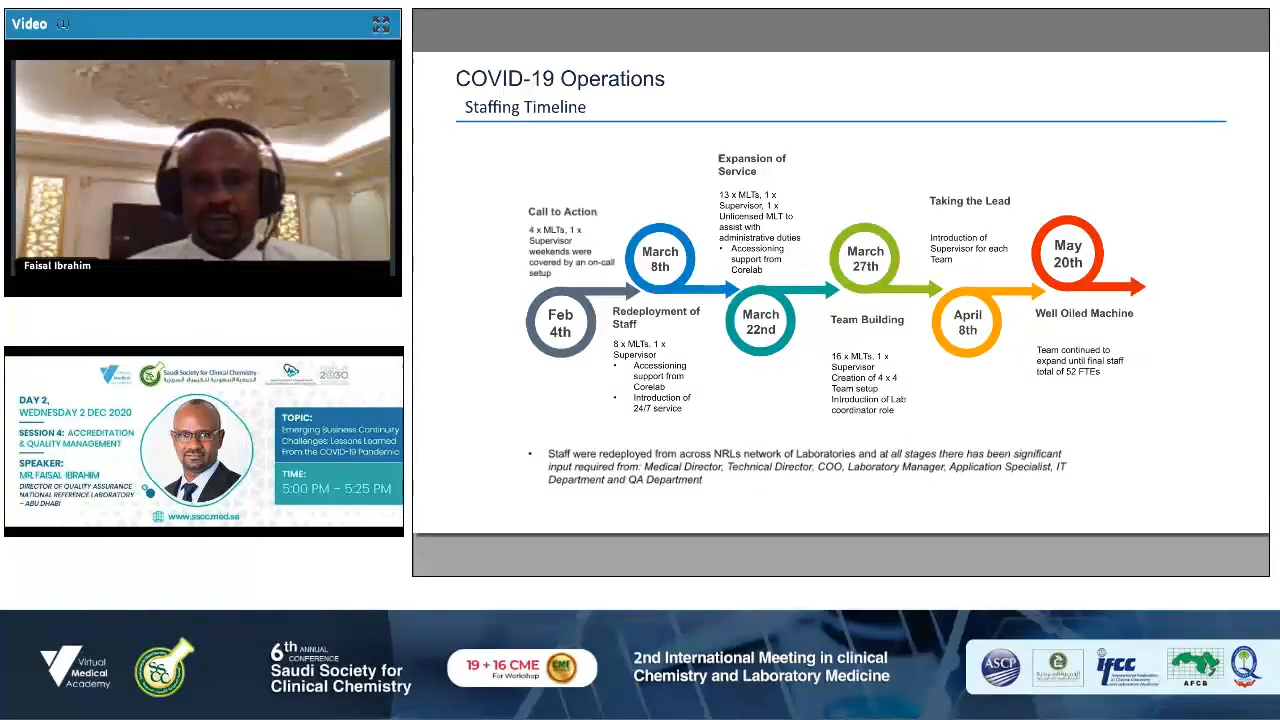 Video (1)
Faisal Ibrahim
COVID-19 Operations
Staffing Timeline
Call to Action
4 x MLTs, 1 x
Supervisor
weekends were
covered by an on-call
setup
Feb
4th
March
8th
Redeployment of
Staff
8 x MLTs, 1 x
Supervisor
• Accessioning
support from
Corelab
• Introduction of
24/7 service
Expansion of
Service
13 x MLTs, 1 x
Supervisor, 1 x
Unlicensed MLT to
assist with
administrative duties
• Accessioning
support from
Corelab
March
22nd
March
27th
Team Building
16 x MLTs, 1 x
Supervisor
Creation of 4 x 4
Team setup
Introduction of Lab
coordinator role
Taking the Lead
Introduction of
Supervisor for each
Team
April
8th
May
20th
Well Oiled Machine
Team continued to
expand until final staff
total of 52 FTEs
• Staff were redeployed from across NRLs network of Laboratories and at all stages there has been significant
input required from: Medical Director, Technical Director, COO, Laboratory Manager, Application Specialist, IT
Department and QA Department
Virtual
Medical
Academy
Saudi Society for Clinical Chemistry
2030
DAY 2,
WEDNESDAY 2 DEC 2020
SESSION 4: ACCREDITATION
& QUALITY MANAGEMENT
SPEAKER:
MR. FAISAL IBRAHIM
DIRECTOR OF QUALITY ASSURANCE
NATIONAL REFERENCE LABORATORY
– ABU DHABI
TOPIC:
Emerging Business Continuity
Challenges: Lessons Learned
From the COVID-19 Pandemic
TIME:
5:00 PM – 5:25 PM
www.sscc.med.sa
Virtual
Medical
Academy
6th ANNUAL
CONFERENCE
Saudi Society for
Clinical Chemistry
19 + 16 CME
For Workshop
CME
2nd International Meeting in clinical
Chemistry and Laboratory Medicine
ASCP
ifcc
AFCB